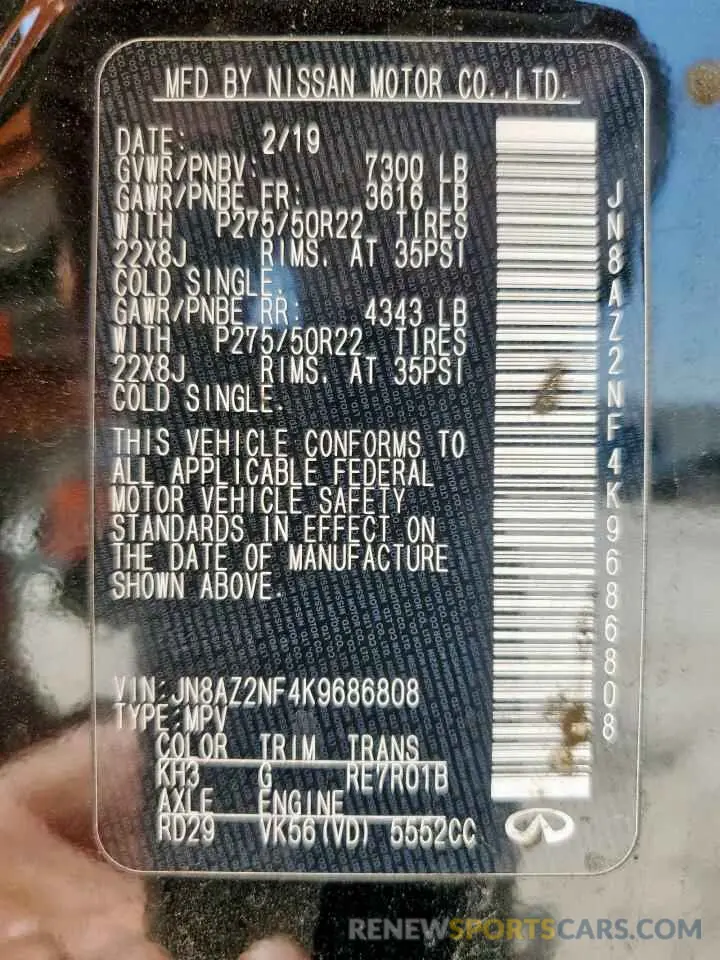 MFD BY NISSAN MOTOR CO.,LTD.
DATE: 2/19
GVWR/PNBV: 7300 LB
GAWR/PNBE FR: 3616 LB
WITH P275/50R22 TIRES
22X8J RIMS. AT 35PSI
COLD SINGLE.
GAWR/PNBE RR: 4343 LB
WITH P275/50R22 TIRES
22X8J RIMS. AT 35PSI
COLD SINGLE.
THIS VEHICLE CONFORMS TO
ALL APPLICABLE FEDERAL
MOTOR VEHICLE SAFETY
STANDARDS IN EFFECT ON
THE DATE OF MANUFACTURE
SHOWN ABOVE.
VIN:JN8AZ2NF4K9686808
TYPE:MPV
COLOR TRIM TRANS
KH3 G RE7R01B
AXLE ENGINE
RD29 VK56(VD) 5552CC
JN8AZ2NF4K9686808
RENEWSPORTSCARS.COM